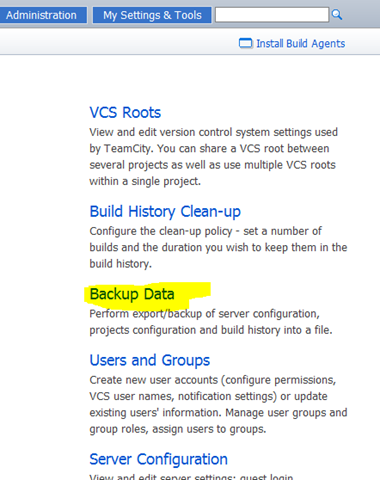 Administration My Settings & Tools
Install Build Agents
VCS Roots
View and edit version control system settings used
by TeamCity. You can share a VCS root between
several projects as well as use multiple VCS roots
within a single project.
Build History Clean-up
Configure the clean-up policy - set a number of
builds and the duration you wish to keep them in the
build history.
Backup Data
Perform export/backup of server configuration,
projects configuration and build history into a file.
Users and Groups
Create new user accounts (configure permissions,
VCS user names, notification settings) or update
existing users' information. Manage user groups and
group roles, assign users to groups.
Server Configuration
View and edit server settings: guest login